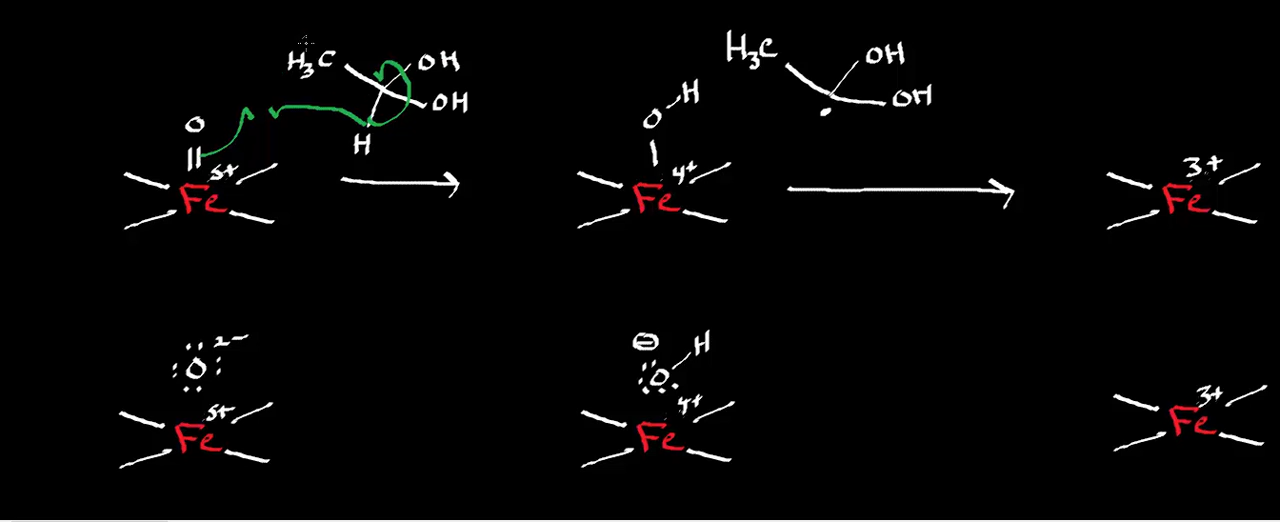 H₃C OH
OH
H
O
||
Fe 5+
H₃C OH
OH
O H
Fe 4+
Fe 3+
:O: 2-
Fe 5+
⊖
O H
Fe 4+
Fe 3+